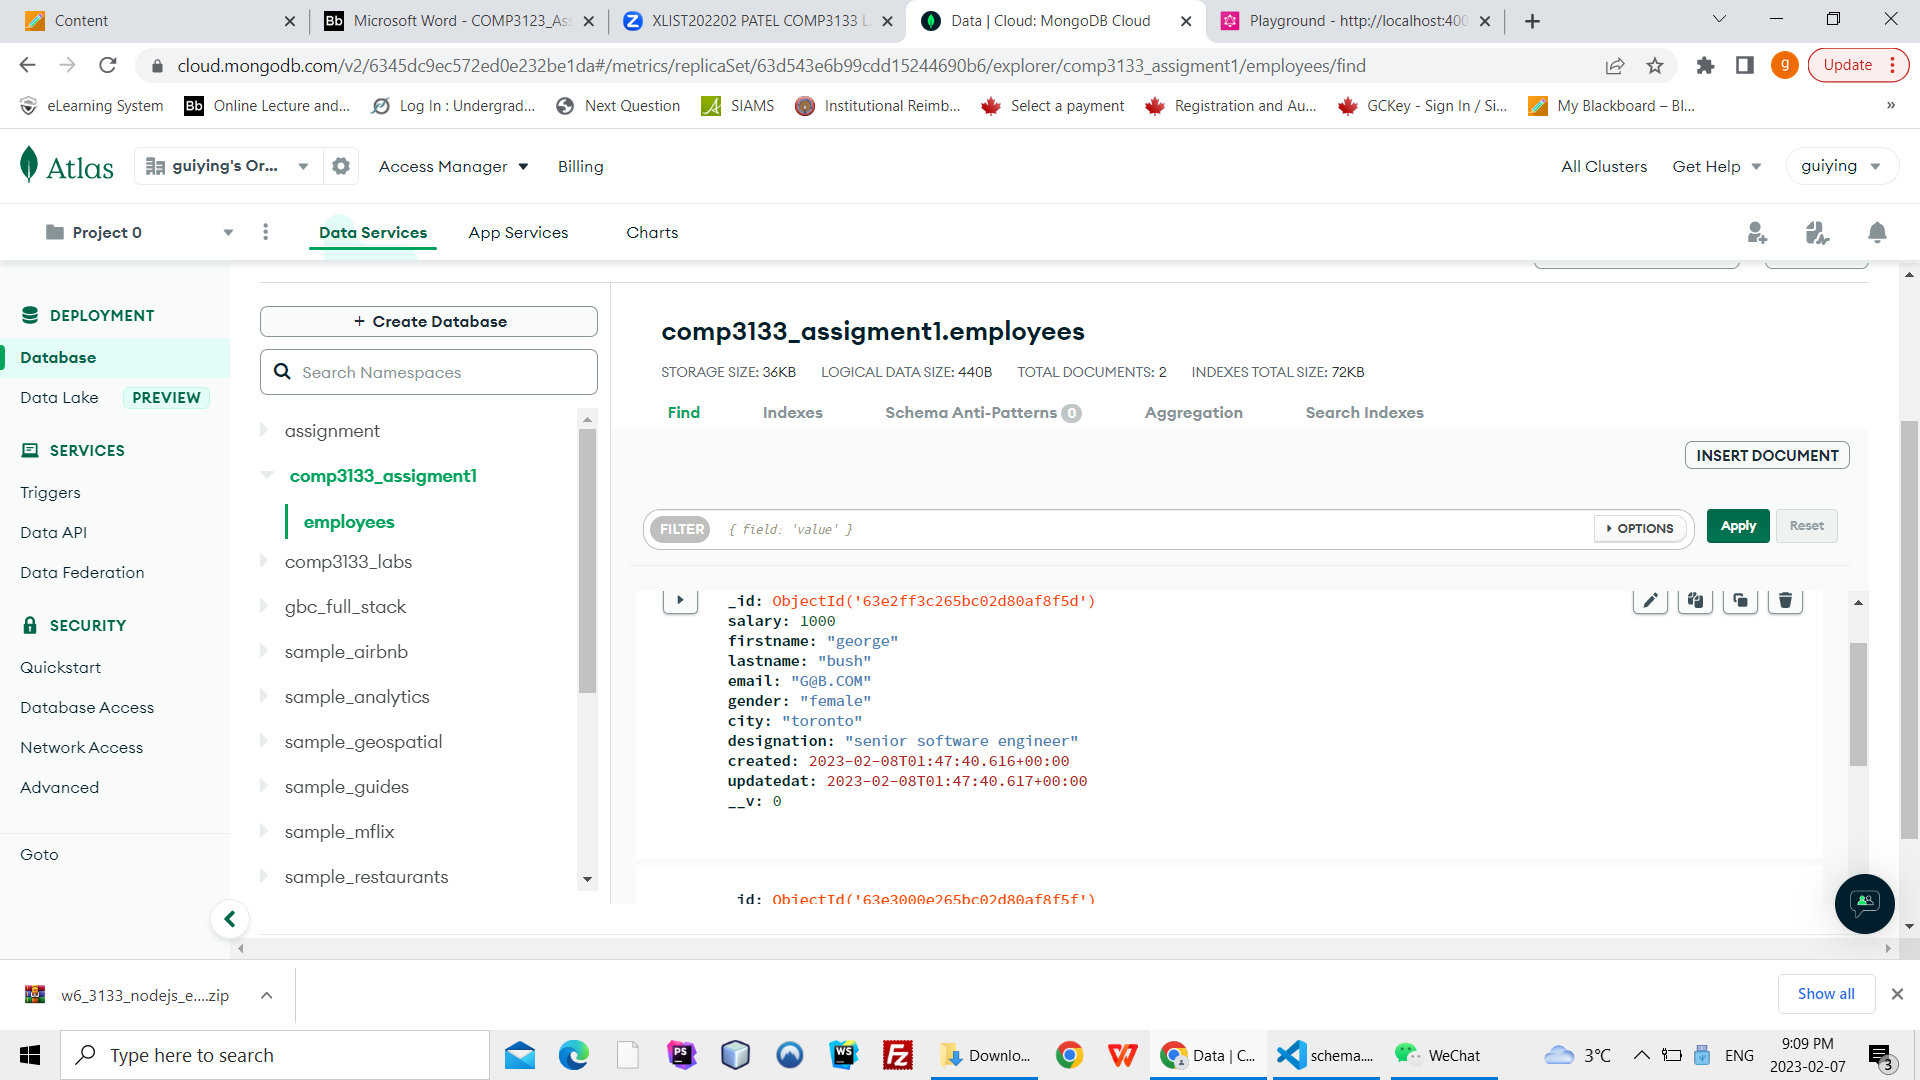 Content
Bb Microsoft Word - COMP3123_Ass
XLIST202202 PATEL COMP3133 L
Data | Cloud: MongoDB Cloud
Playground - http://localhost:400
cloud.mongodb.com/v2/6345dc9ec572ed0e232be1da#/metrics/replicaSet/63d543e6b99cdd15244690b6/explorer/comp3133_assigment1/employees/find
g
Update
eLearning System
Bb Online Lecture and...
Log In : Undergrad...
Next Question
SIAMS
Institutional Reimb...
Select a payment
Registration and Au...
GCKey - Sign In / Si...
My Blackboard – Bl...
»
Atlas
guiying's Or...
Access Manager
Billing
All Clusters
Get Help
guiying
Project 0
Data Services
App Services
Charts
DEPLOYMENT
Database
Data Lake PREVIEW
SERVICES
Triggers
Data API
Data Federation
SECURITY
Quickstart
Database Access
Network Access
Advanced
Goto
+ Create Database
Search Namespaces
assignment
comp3133_assigment1
employees
comp3133_labs
gbc_full_stack
sample_airbnb
sample_analytics
sample_geospatial
sample_guides
sample_mflix
sample_restaurants
comp3133_assigment1.employees
STORAGE SIZE: 36KB LOGICAL DATA SIZE: 440B TOTAL DOCUMENTS: 2 INDEXES TOTAL SIZE: 72KB
Find
Indexes
Schema Anti-Patterns 0
Aggregation
Search Indexes
INSERT DOCUMENT
FILTER { field: 'value' }
OPTIONS
Apply
Reset
_id: ObjectId('63e2ff3c265bc02d80af8f5d')
salary: 1000
firstname: "george"
lastname: "bush"
email: "G@B.COM"
gender: "female"
city: "toronto"
designation: "senior software engineer"
created: 2023-02-08T01:47:40.616+00:00
updatedat: 2023-02-08T01:47:40.617+00:00
__v: 0
_id: ObjectId('63e3000e265bc02d80af8f5f')
w6_3133_nodejs_e....zip
Show all
Type here to search
PS
WS
Fz
Downlo...
Data | C...
schema....
WeChat
3°C
ENG
9:09 PM
2023-02-07
3